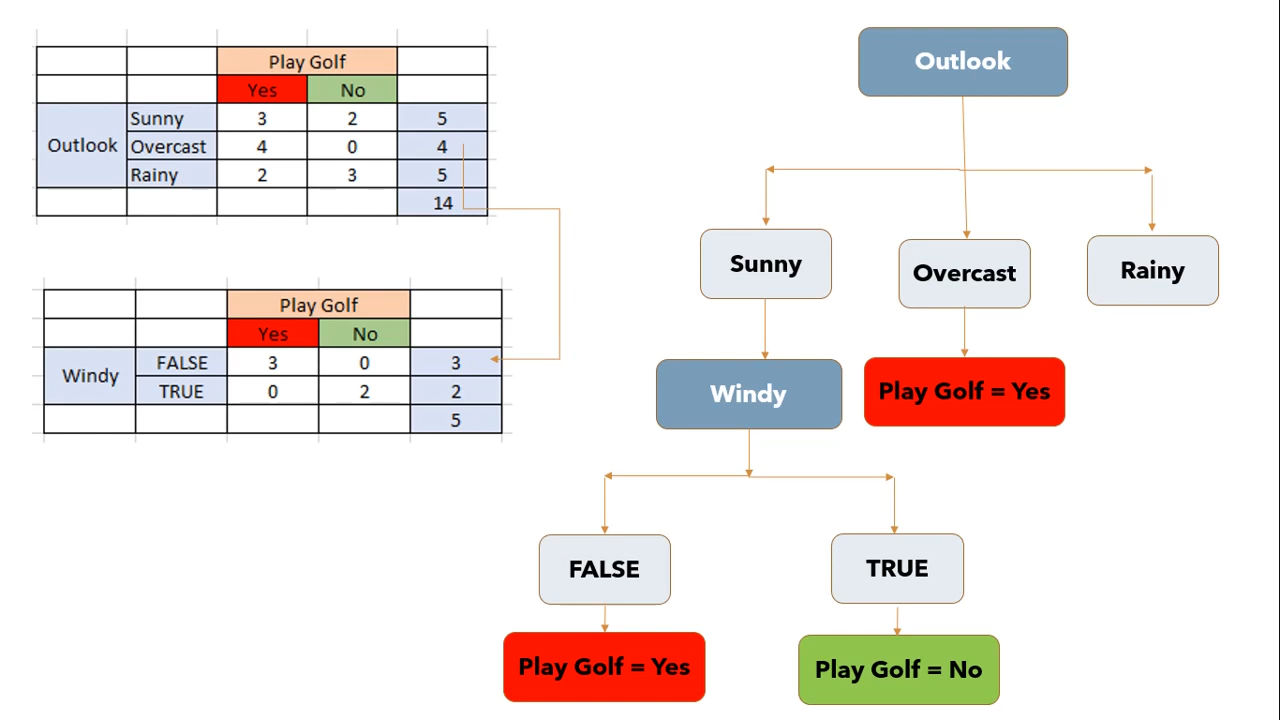 Play Golf
Yes No
Outlook
Sunny 3 2 5
Overcast 4 0 4
Rainy 2 3 5
14
Play Golf
Yes No
Windy
FALSE 3 0 3
TRUE 0 2 2
5
Outlook
Sunny
Overcast
Rainy
Windy
Play Golf = Yes
FALSE
TRUE
Play Golf = Yes
Play Golf = No